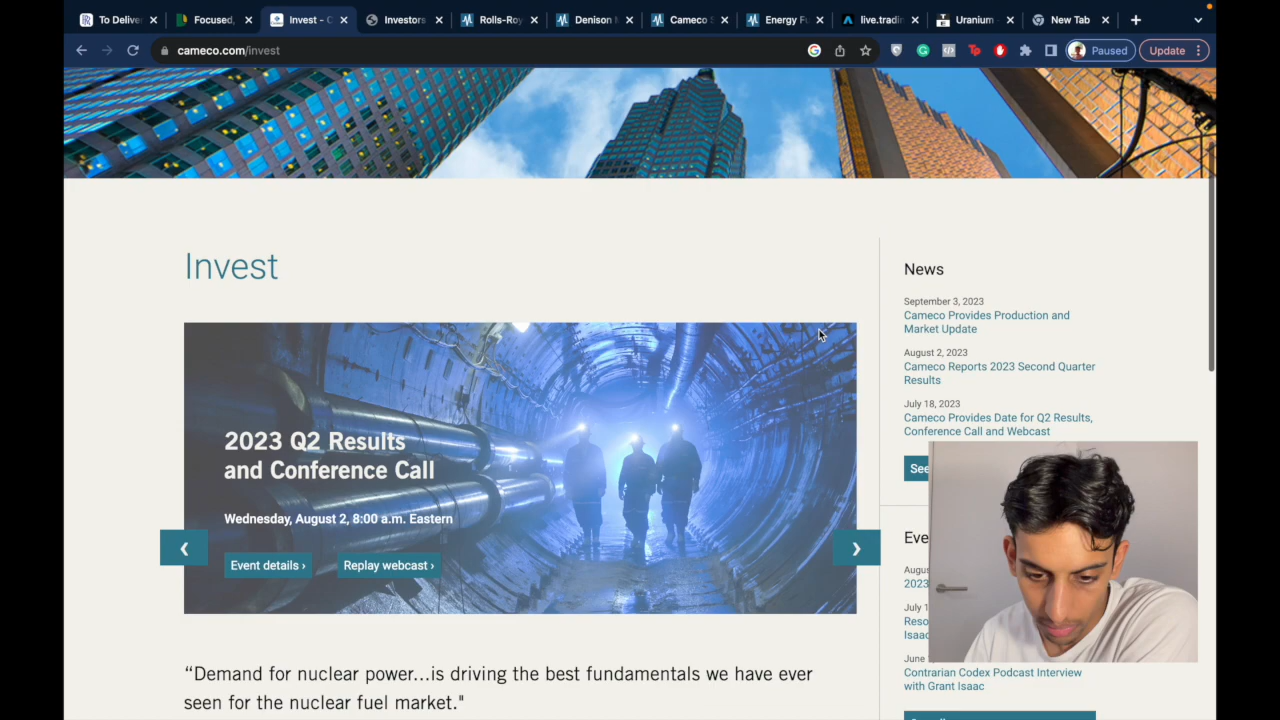 To Deliver
Focused,
Invest - C
Investors
Rolls-Roy
Denison
Cameco
Energy Fu
live.tradin
Uranium
New Tab
cameco.com/invest
Paused
Update
Invest
2023 Q2 Results
and Conference Call
Wednesday, August 2, 8:00 a.m. Eastern
Event details ›
Replay webcast ›
“Demand for nuclear power...is driving the best fundamentals we have ever
seen for the nuclear fuel market."
News
September 3, 2023
Cameco Provides Production and
Market Update
August 2, 2023
Cameco Reports 2023 Second Quarter
Results
July 18, 2023
Cameco Provides Date for Q2 Results,
Conference Call and Webcast
See
Eve
Augus
2023
July 1
Reso
Isaac
June
Contrarian Codex Podcast Interview
with Grant Isaac